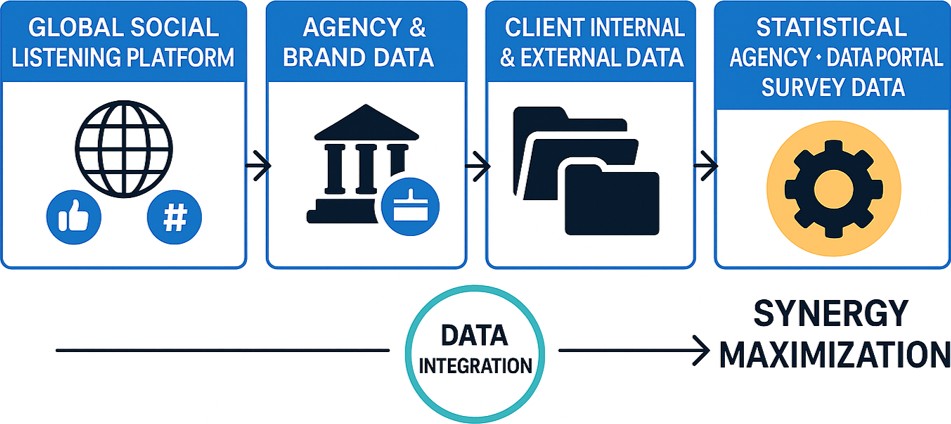 GLOBAL SOCIAL
LISTENING PLATFORM
AGENCY &
BRAND DATA
CLIENT INTERNAL
& EXTERNAL DATA
STATISTICAL
AGENCY · DATA PORTAL
SURVEY DATA
#
DATA
INTEGRATION
SYNERGY
MAXIMIZATION